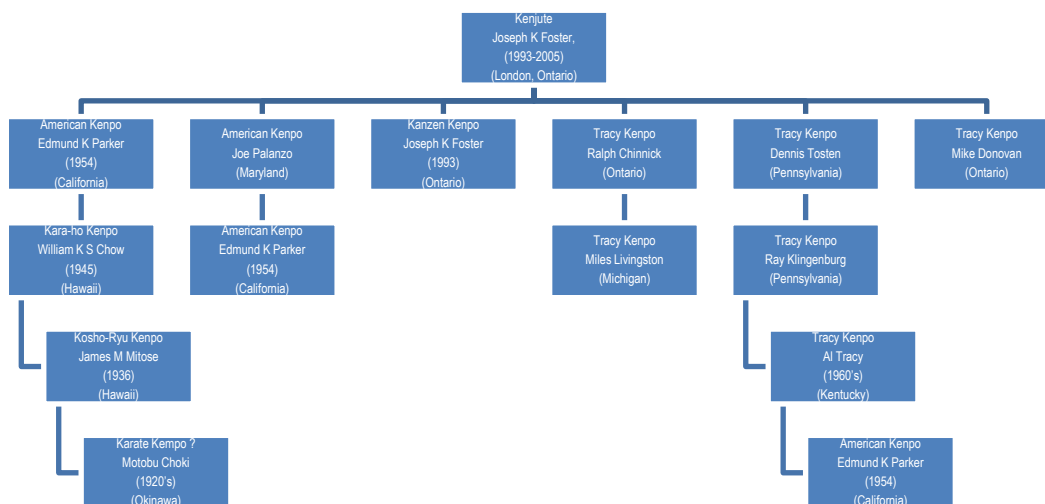 Kenjute
Joseph K Foster,
(1993-2005)
(London, Ontario)
American Kenpo
Edmund K Parker
(1954)
(California)
American Kenpo
Joe Palanzo
(Maryland)
Kanzen Kenpo
Joseph K Foster
(1993)
(Ontario)
Tracy Kenpo
Ralph Chinnick
(Ontario)
Tracy Kenpo
Dennis Tosten
(Pennsylvania)
Tracy Kenpo
Mike Donovan
(Ontario)
Kara-ho Kenpo
William K S Chow
(1945)
(Hawaii)
American Kenpo
Edmund K Parker
(1954)
(California)
Tracy Kenpo
Miles Livingston
(Michigan)
Tracy Kenpo
Ray Klingenburg
(Pennsylvania)
Kosho-Ryu Kenpo
James M Mitose
(1936)
(Hawaii)
Tracy Kenpo
Al Tracy
(1960's)
(Kentucky)
Karate Kempo ?
Motobu Choki
(1920's)
(Okinawa)
American Kenpo
Edmund K Parker
(1954)
(California)